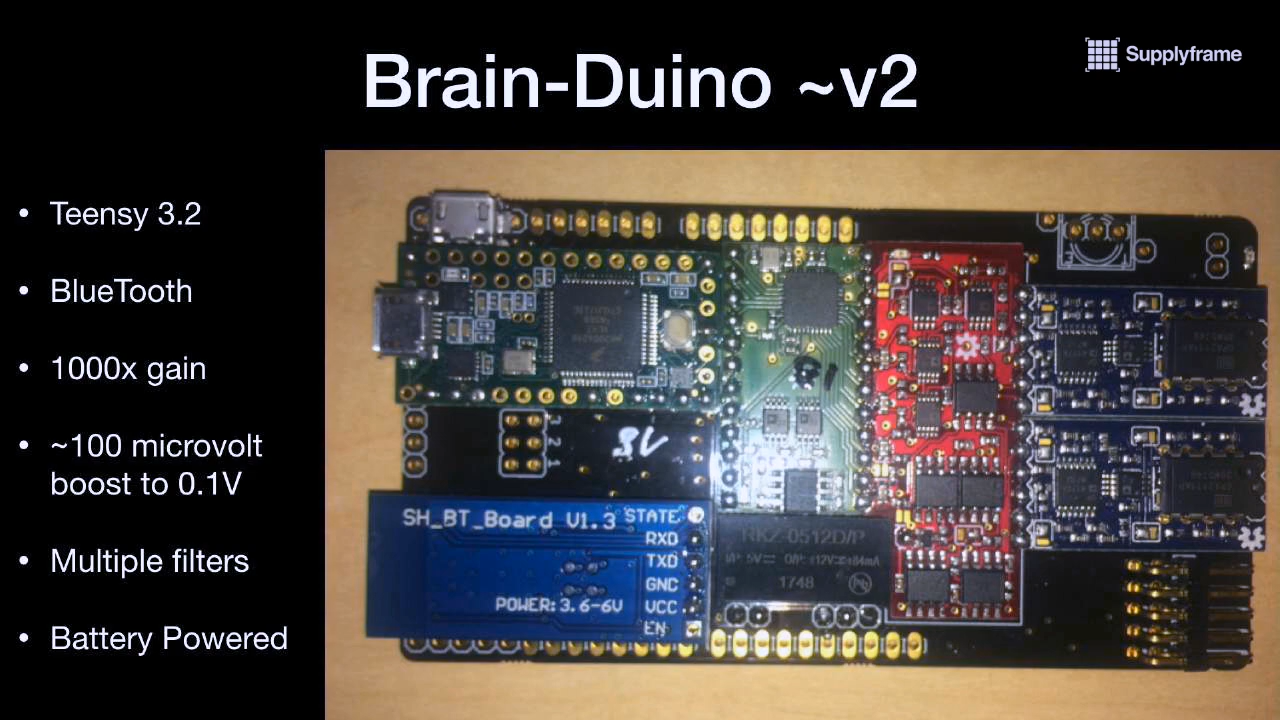 Brain-Duino ~v2
Supplyframe
• Teensy 3.2
• BlueTooth
• 1000x gain
• ~100 microvolt
boost to 0.1V
• Multiple filters
• Battery Powered
3
2
1
18
SH_BT_Board V1.3
STATE
RXD
TXD
GND
VCC
EN
POWER:3.6-6V
RKZ-0512D/P
1748